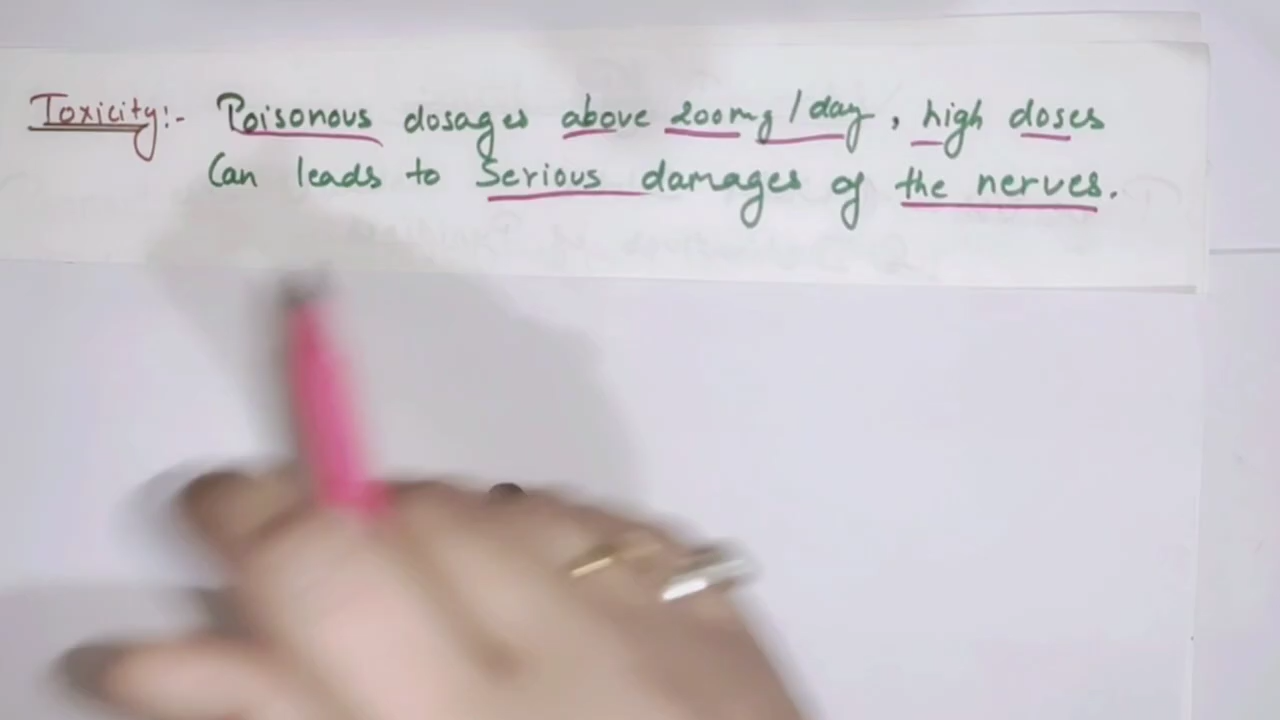 Toxicity:- Poisonous dosages above 200mg/day, high doses
Can leads to Serious damages of the nerves.